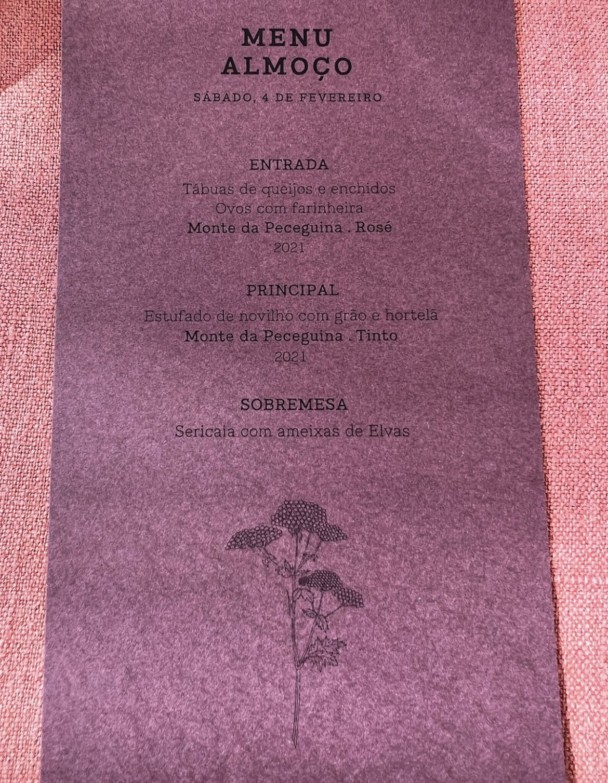 MENU
ALMOÇO
SÁBADO, 4 DE FEVEREIRO
ENTRADA
Tábuas de queijos e enchidos
Ovos com farinheira
Monte da Peceguina . Rosé
2021
PRINCIPAL
Estufado de novilho com grão e hortelã
Monte da Peceguina . Tinto
2021
SOBREMESA
Sericaia com ameixas de Elvas